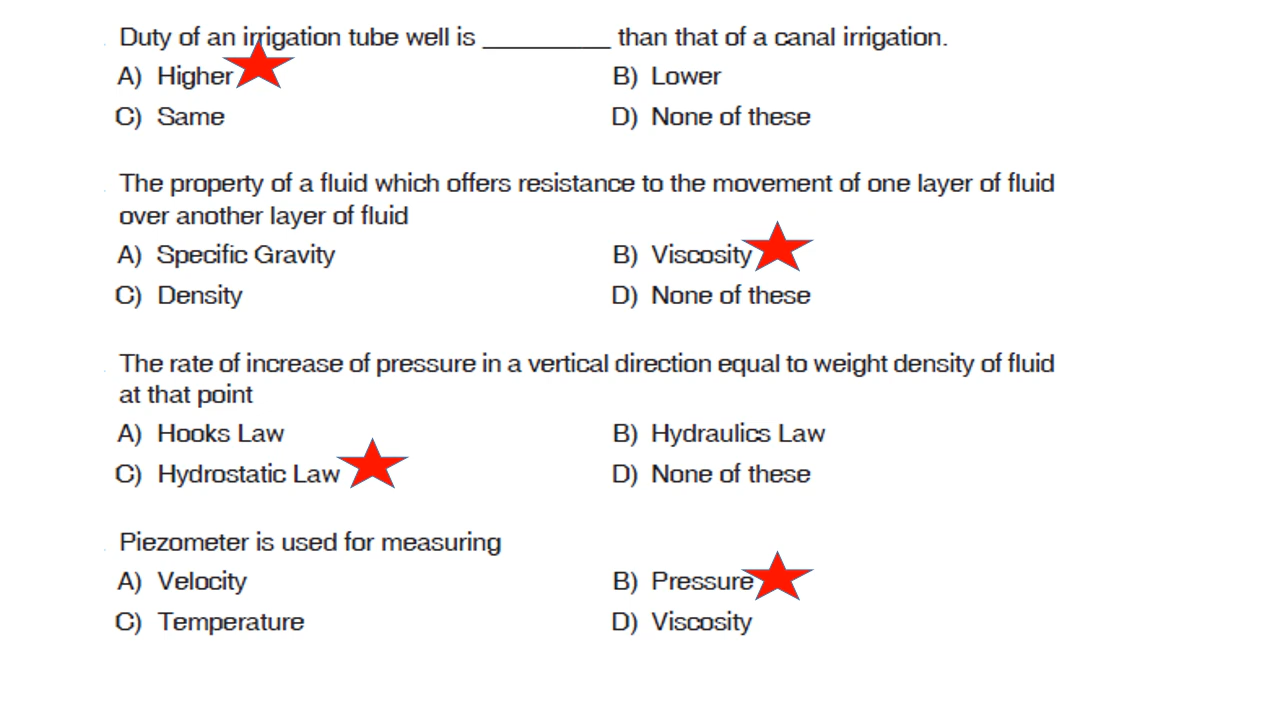 Duty of an irrigation tube well is _________ than that of a canal irrigation.
A) Higher B) Lower
C) Same D) None of these
The property of a fluid which offers resistance to the movement of one layer of fluid
over another layer of fluid
A) Specific Gravity B) Viscosity
C) Density D) None of these
The rate of increase of pressure in a vertical direction equal to weight density of fluid
at that point
A) Hooks Law B) Hydraulics Law
C) Hydrostatic Law D) None of these
Piezometer is used for measuring
A) Velocity B) Pressure
C) Temperature D) Viscosity